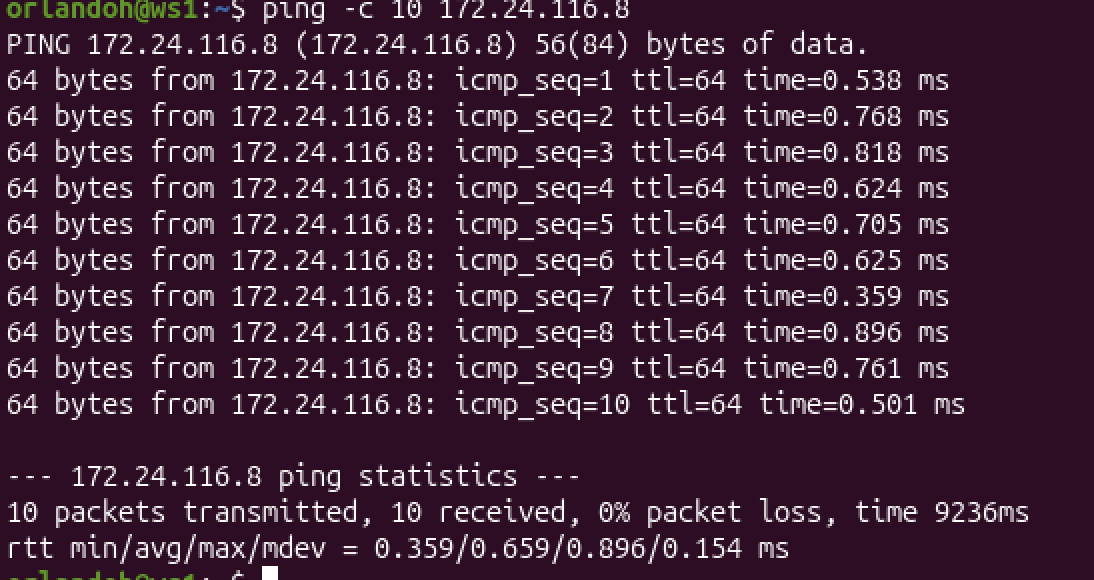 orlandoh@ws1:~$ ping -c 10 172.24.116.8
PING 172.24.116.8 (172.24.116.8) 56(84) bytes of data.
64 bytes from 172.24.116.8: icmp_seq=1 ttl=64 time=0.538 ms
64 bytes from 172.24.116.8: icmp_seq=2 ttl=64 time=0.768 ms
64 bytes from 172.24.116.8: icmp_seq=3 ttl=64 time=0.818 ms
64 bytes from 172.24.116.8: icmp_seq=4 ttl=64 time=0.624 ms
64 bytes from 172.24.116.8: icmp_seq=5 ttl=64 time=0.705 ms
64 bytes from 172.24.116.8: icmp_seq=6 ttl=64 time=0.625 ms
64 bytes from 172.24.116.8: icmp_seq=7 ttl=64 time=0.359 ms
64 bytes from 172.24.116.8: icmp_seq=8 ttl=64 time=0.896 ms
64 bytes from 172.24.116.8: icmp_seq=9 ttl=64 time=0.761 ms
64 bytes from 172.24.116.8: icmp_seq=10 ttl=64 time=0.501 ms
--- 172.24.116.8 ping statistics ---
10 packets transmitted, 10 received, 0% packet loss, time 9236ms
rtt min/avg/max/mdev = 0.359/0.659/0.896/0.154 ms
orlandoh@ws1:~$